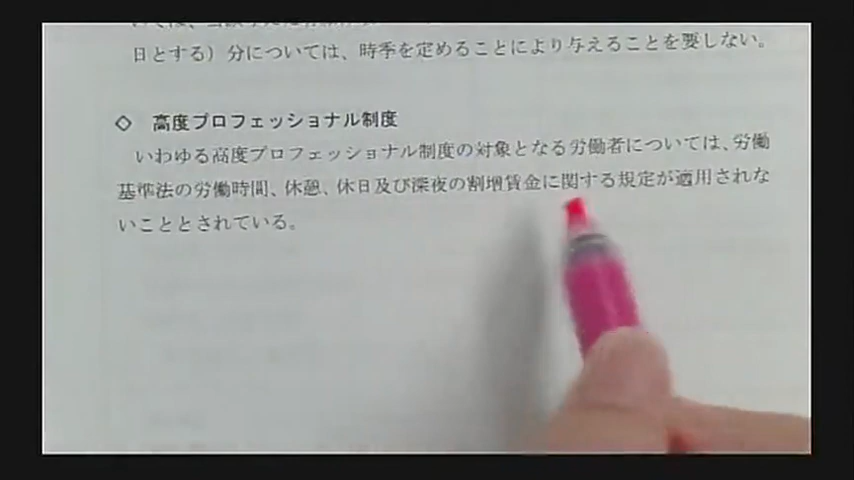 日とする）分については、時季を定めることにより与えることを要しない。
◇ 高度プロフェッショナル制度
いわゆる高度プロフェッショナル制度の対象となる労働者については、労働
基準法の労働時間、休憩、休日及び深夜の割増賃金に関する規定が適用されな
いこととされている。